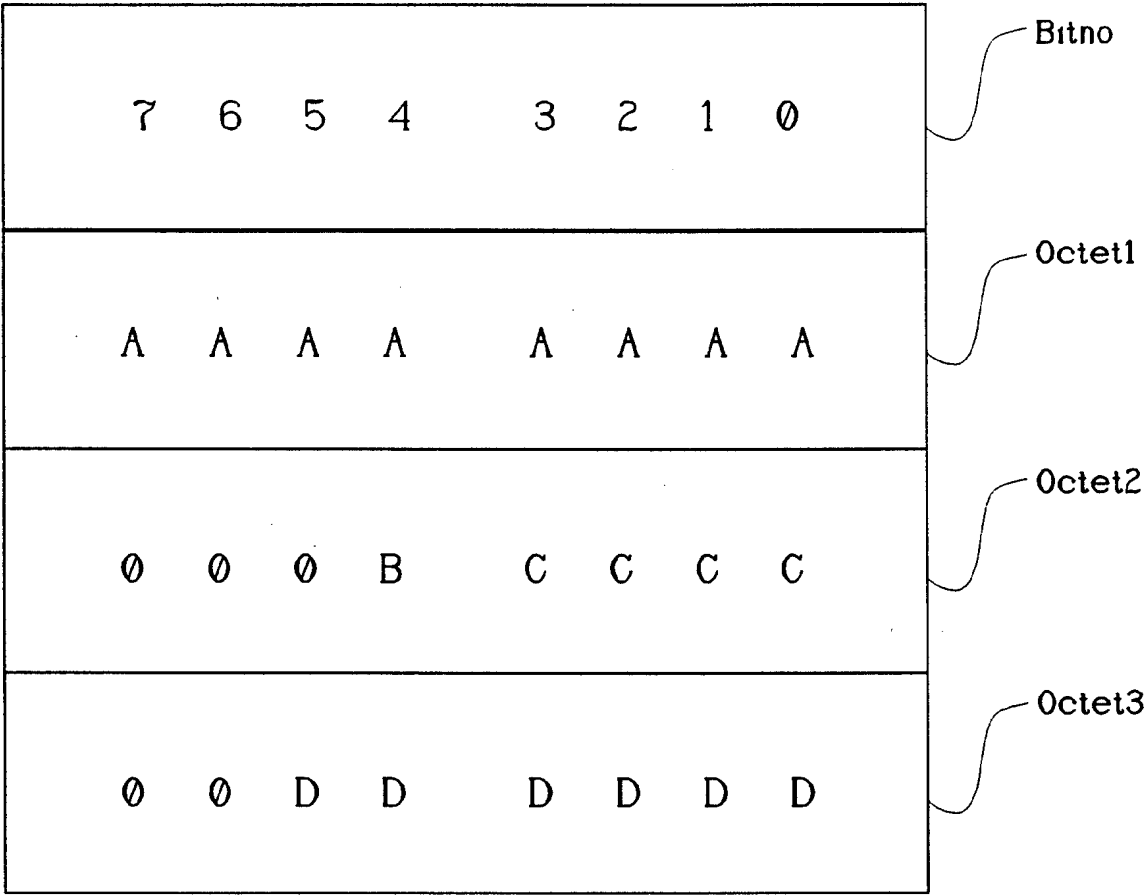 Bitno
7 6 5 4 3 2 1 0
Octet1
A A A A A A A A
Octet2
0 0 0 B C C C C
Octet3
0 0 D D D D D D